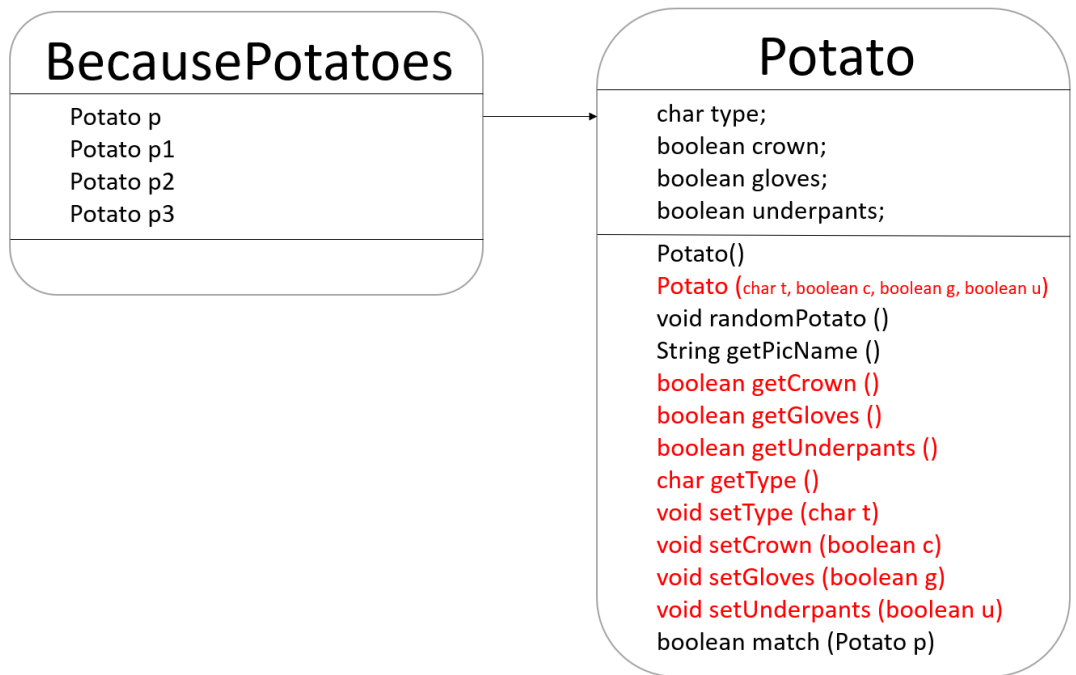 BecausePotatoes
Potato p
Potato p1
Potato p2
Potato p3
Potato
char type;
boolean crown;
boolean gloves;
boolean underpants;
Potato()
Potato (char t, boolean c, boolean g, boolean u)
void randomPotato ()
String getPicName ()
boolean getCrown ()
boolean getGloves ()
boolean getUnderpants ()
char getType ()
void setType (char t)
void setCrown (boolean c)
void setGloves (boolean g)
void setUnderpants (boolean u)
boolean match (Potato p)